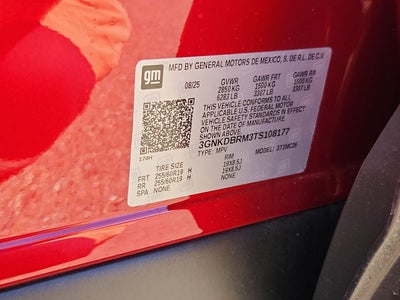 gm
MFD BY GENERAL MOTORS DE MEXICO, S. DE R.L. DE C.V.
08/25 GVWR GAWR FRT GAWR RR
2850 KG 1500 KG 1500 KG
6283 LB 3307 LB 3307 LB
THIS VEHICLE CONFORMS TO ALL
APPLICABLE U.S. FEDERAL MOTOR
VEHICLE SAFETY STANDARDS IN EFFECT
ON THE DATE OF MANUFACTURE
SHOWN ABOVE
3GNKDBRM3TS108177
TYPE: MPV MODEL:
170H
TIRE SIZE RIM
FRT 255/60R19 H 19X8.5J
RR 255/60R19 H 19X8.5J
SPA NONE NONE